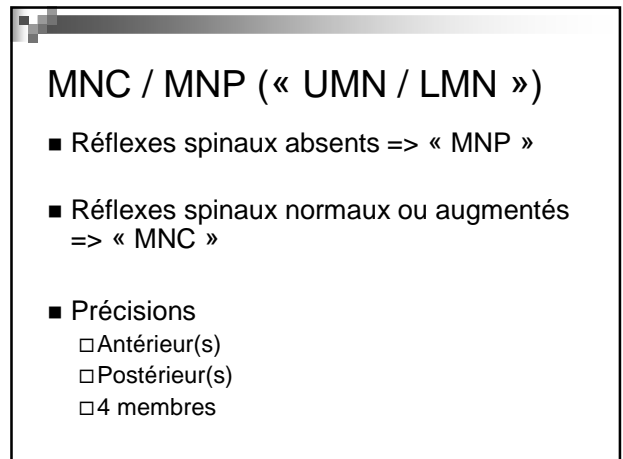 MNC / MNP (« UMN / LMN »)
Réflexes spinaux absents => « MNP »
Réflexes spinaux normaux ou augmentés
=> « MNC »
Précisions
Antérieur(s)
Postérieur(s)
4 membres